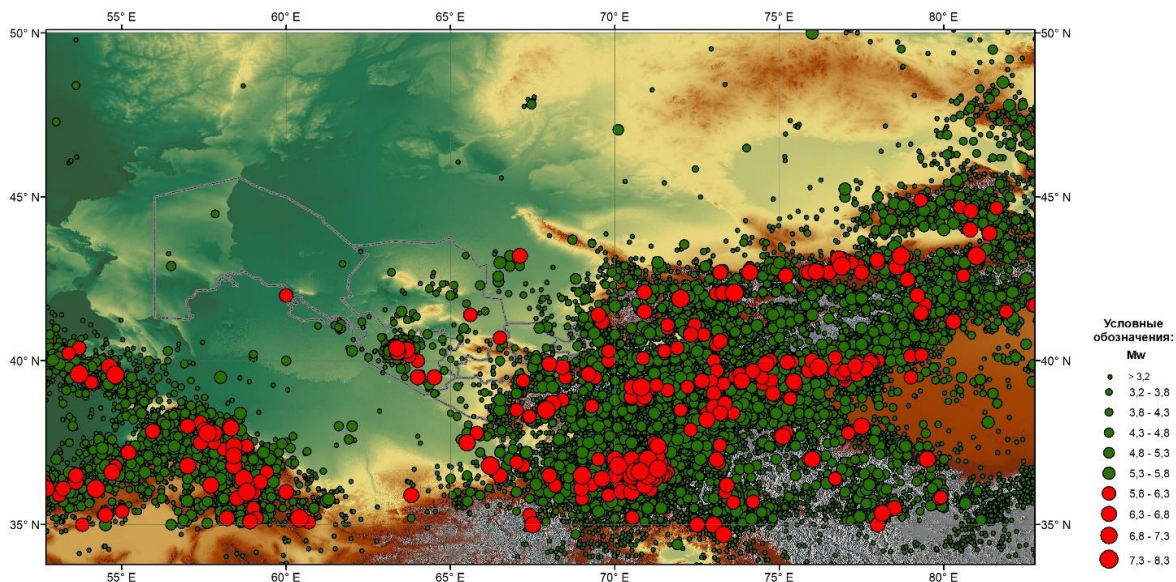 55° E 60° E 65° E 70° E 75° E 80° E
50° N 50° N
45° N 45° N
40° N 40° N
35° N 35° N
55° E 60° E 65° E 70° E 75° E 80° E
Условные
обозначения:
Mw
> 3,2
3,2 - 3,8
3,8 - 4,3
4,3 - 4,8
4,8 - 5,3
5,3 - 5,8
5,8 - 6,3
6,3 - 6,8
6,8 - 7,3
7,3 - 8,3